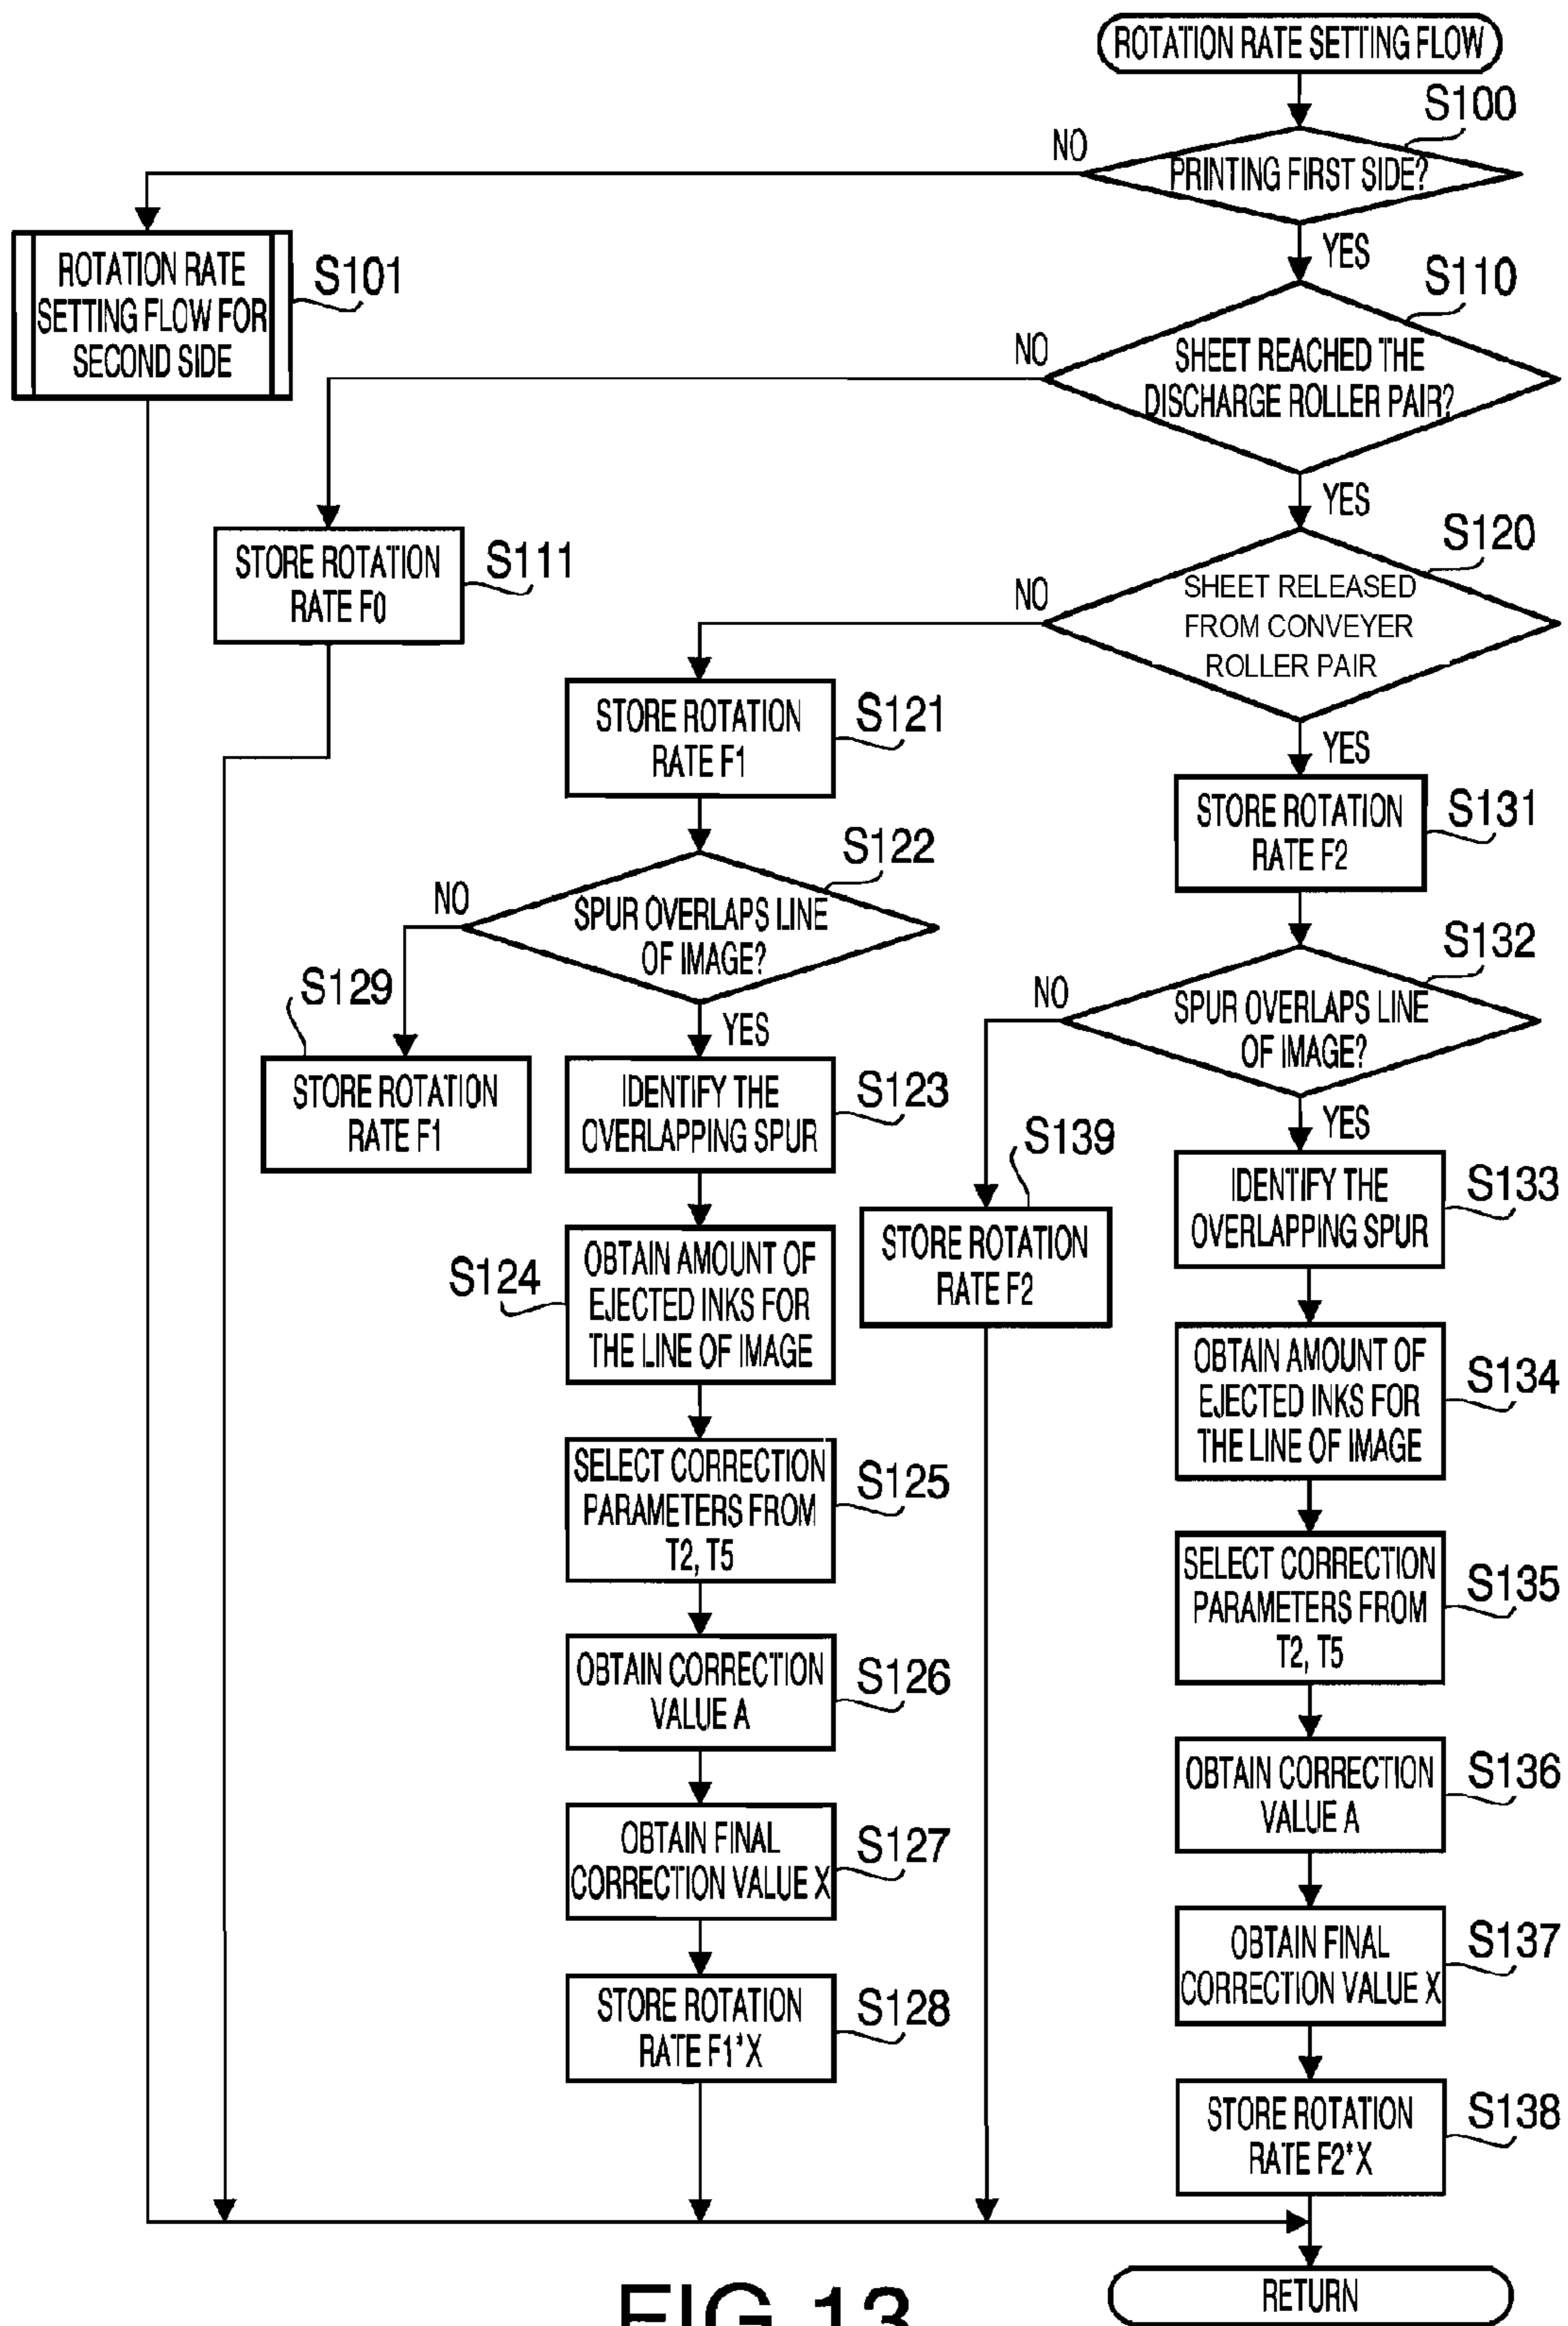 ROTATION RATE SETTING FLOW
S100
NO
PRINTING FIRST SIDE?
YES
ROTATION RATE
SETTING FLOW FOR
SECOND SIDE
S101
S110
NO
SHEET REACHED THE
DISCHARGE ROLLER PAIR?
YES
STORE ROTATION
RATE F0
S111
S120
NO
SHEET RELEASED
FROM CONVEYER
ROLLER PAIR
YES
STORE ROTATION
RATE F1
S121
STORE ROTATION
RATE F2
S131
S122
NO
SPUR OVERLAPS LINE
OF IMAGE?
YES
S129
STORE ROTATION
RATE F1
S132
NO
SPUR OVERLAPS LINE
OF IMAGE?
YES
IDENTIFY THE
OVERLAPPING SPUR
S123
S139
STORE ROTATION
RATE F2
IDENTIFY THE
OVERLAPPING SPUR
S133
S124
OBTAIN AMOUNT OF
EJECTED INKS FOR
THE LINE OF IMAGE
OBTAIN AMOUNT OF
EJECTED INKS FOR
THE LINE OF IMAGE
S134
SELECT CORRECTION
PARAMETERS FROM
T2, T5
S125
SELECT CORRECTION
PARAMETERS FROM
T2, T5
S135
OBTAIN CORRECTION
VALUE A
S126
OBTAIN CORRECTION
VALUE A
S136
OBTAIN FINAL
CORRECTION VALUE X
S127
OBTAIN FINAL
CORRECTION VALUE X
S137
STORE ROTATION
RATE F1*X
S128
STORE ROTATION
RATE F2*X
S138
RETURN
FIG.13